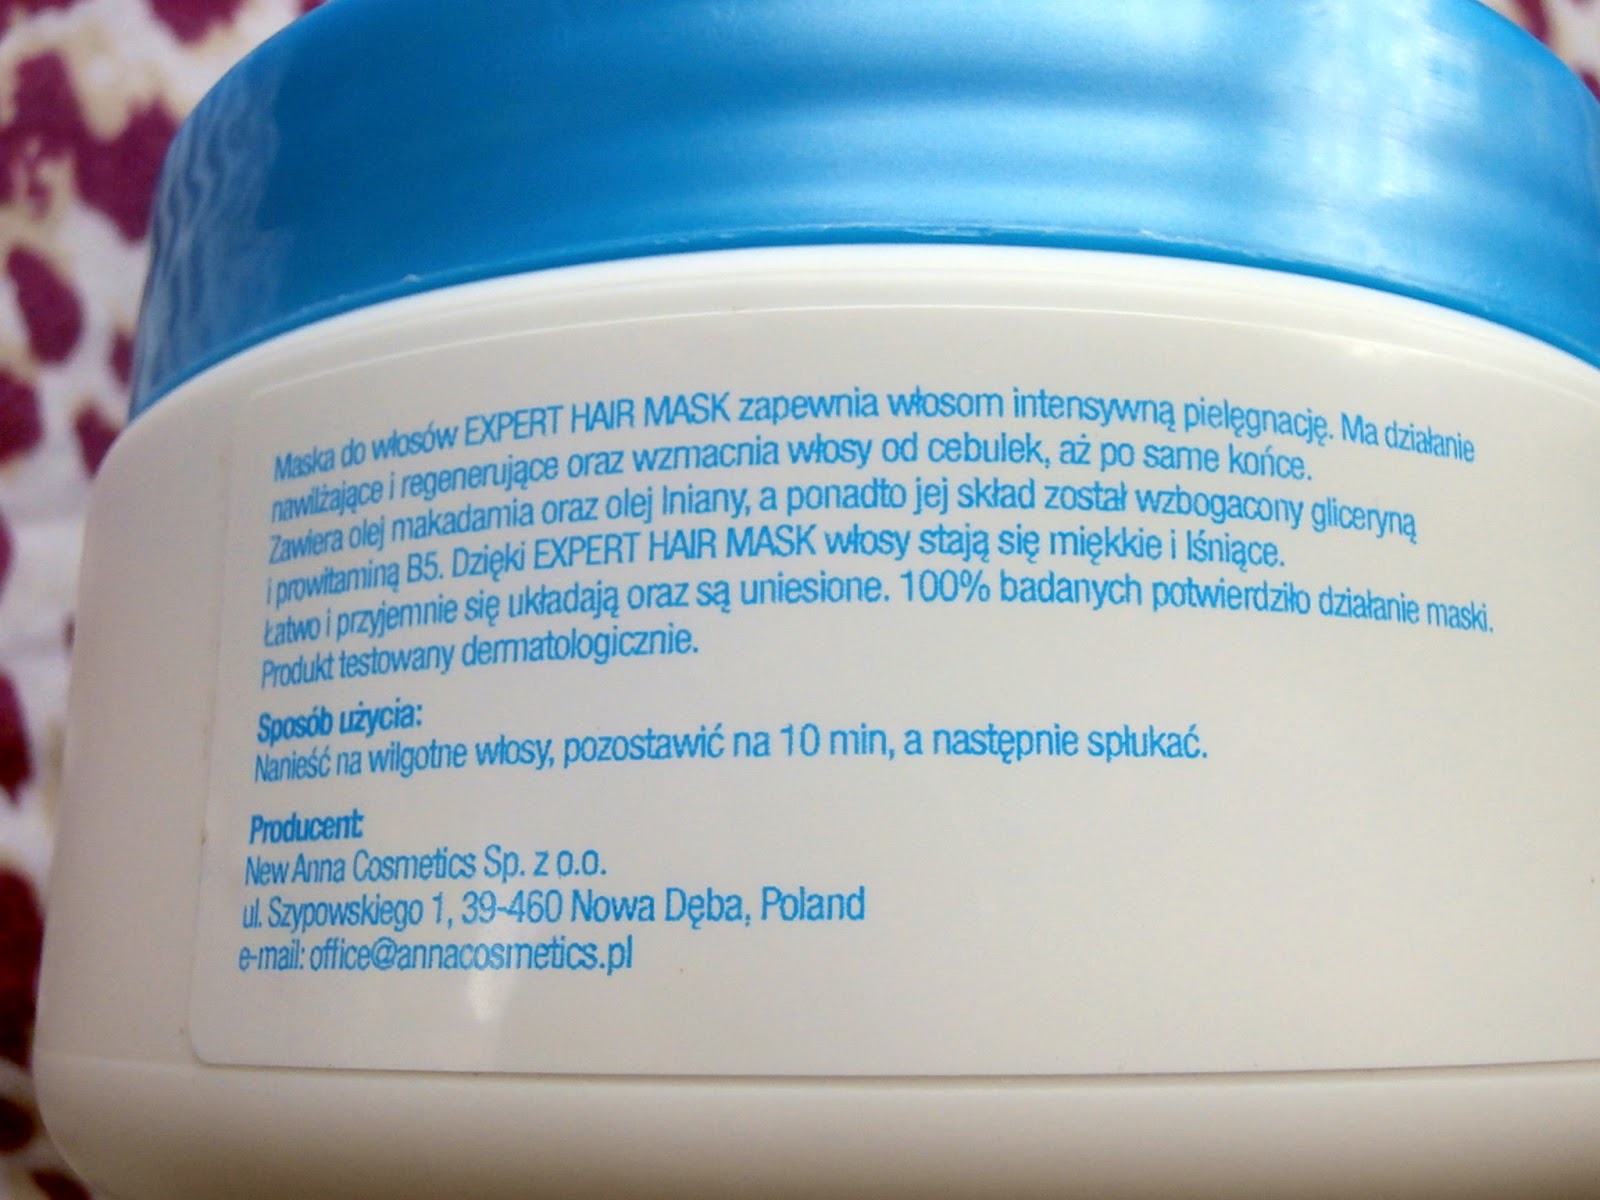 Maska do włosów EXPERT HAIR MASK zapewnia włosom intensywną pielęgnację. Ma działanie
nawilżające i regenerujące oraz wzmacnia włosy od cebulek, aż po same końce.
Zawiera olej makadamia oraz olej lniany, a ponadto jej skład został wzbogacony gliceryną
i prowitaminą B5. Dzięki EXPERT HAIR MASK włosy stają się miękkie i lśniące.
Łatwo i przyjemnie się układają oraz są uniesione. 100% badanych potwierdziło działanie maski.
Produkt testowany dermatologicznie.
Sposób użycia:
Nanieść na wilgotne włosy, pozostawić na 10 min, a następnie spłukać.
Producent:
New Anna Cosmetics Sp. z o.o.
ul. Szypowskiego 1, 39-460 Nowa Dęba, Poland
e-mail: office@annacosmetics.pl